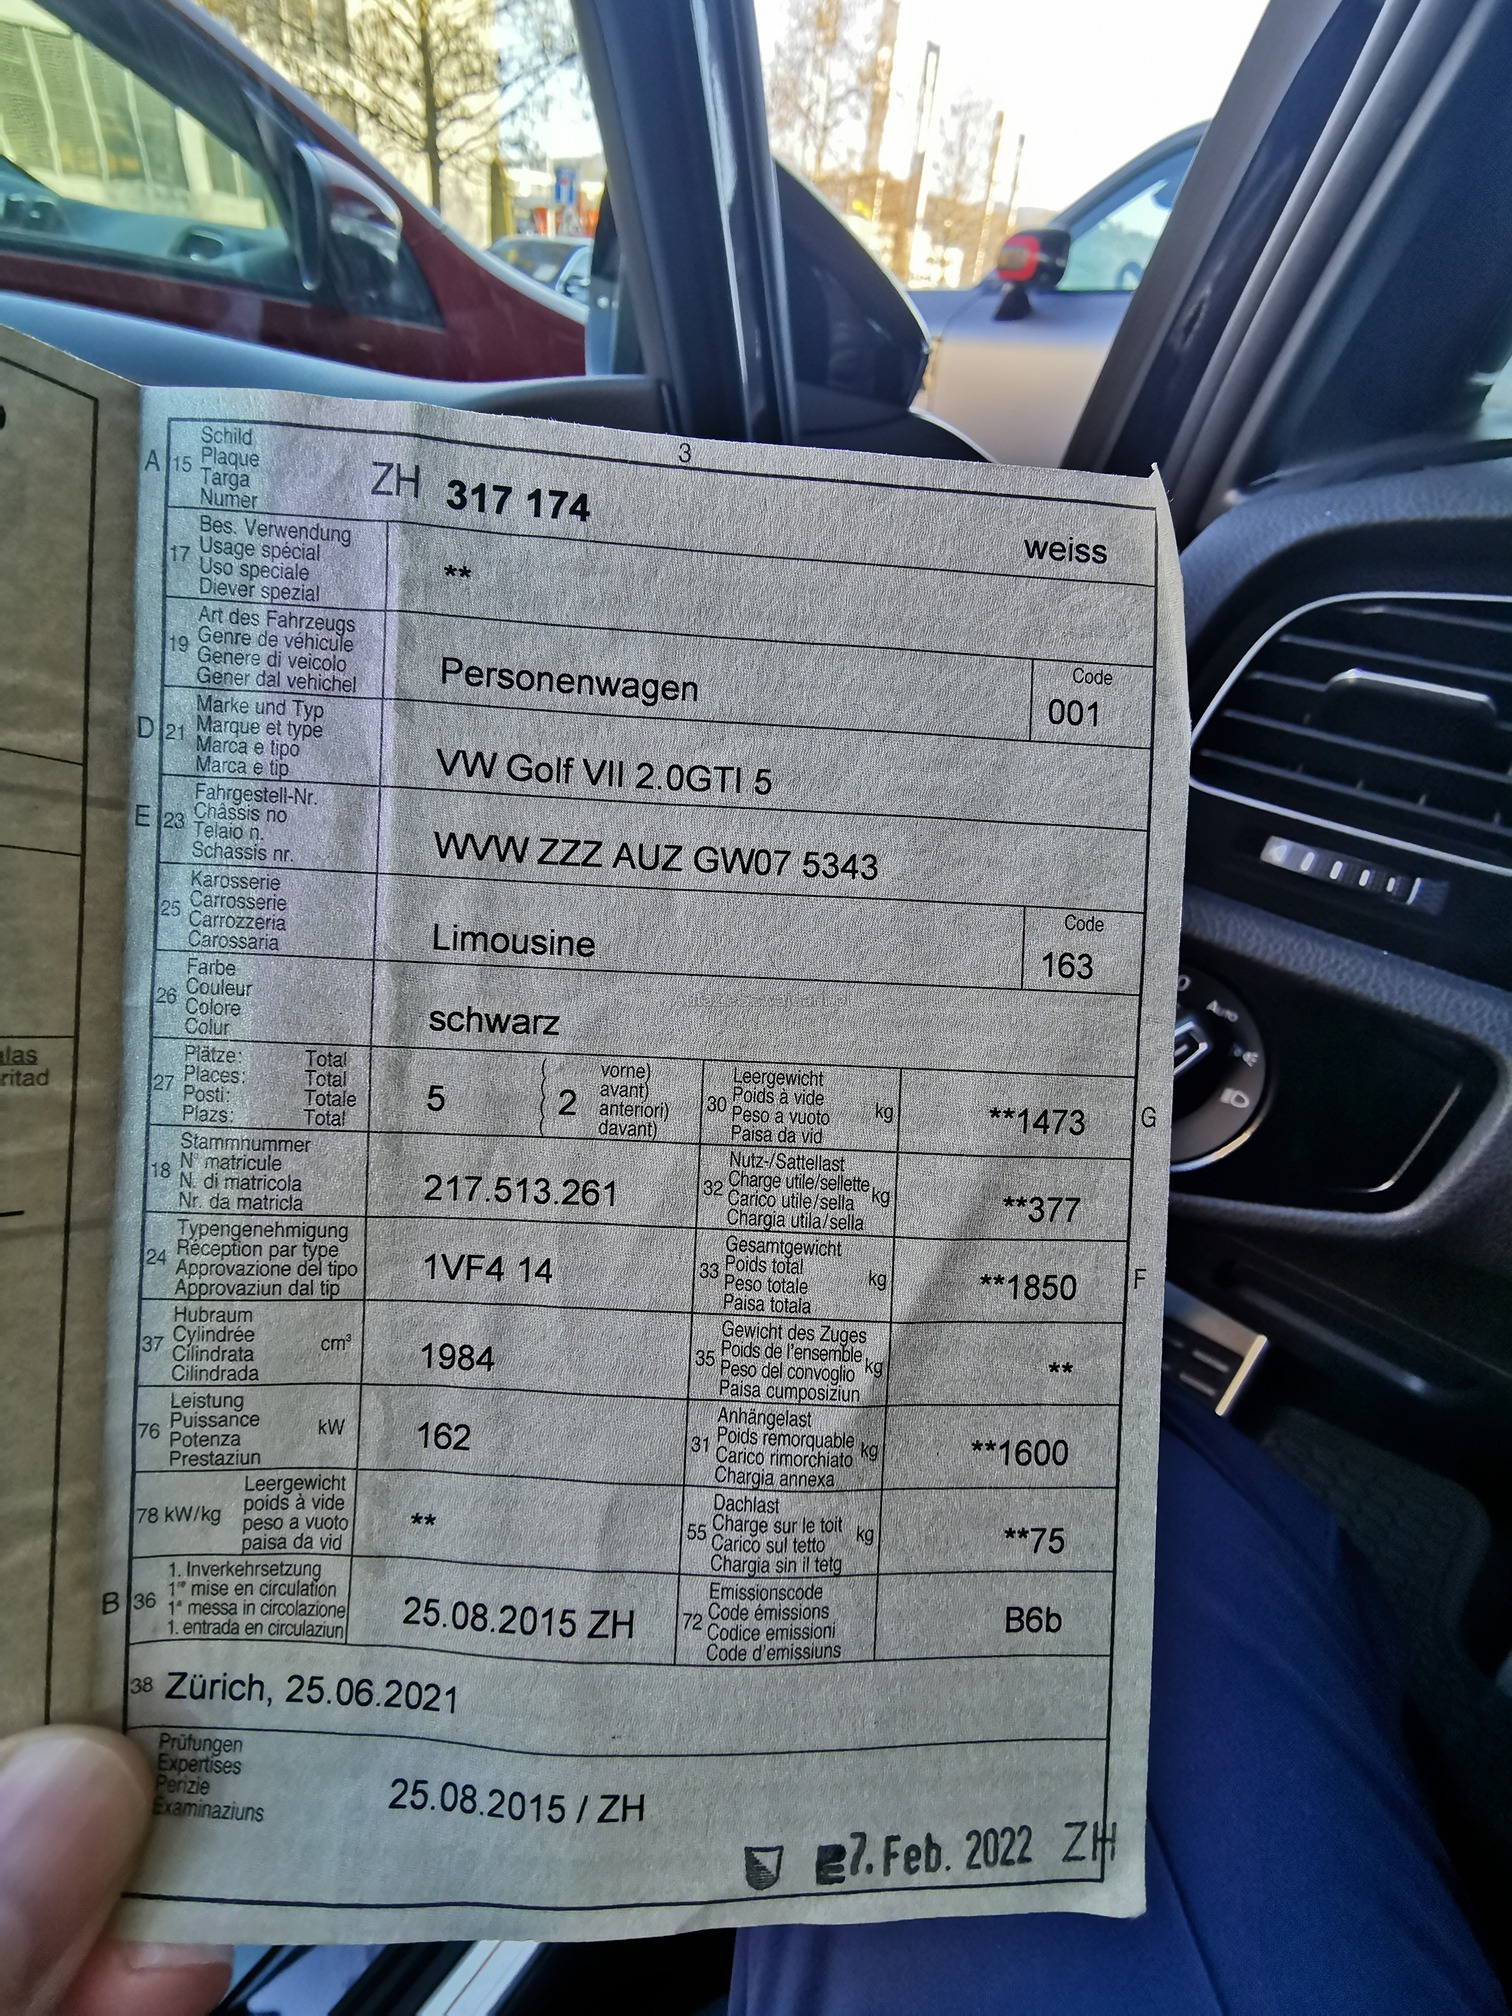 3
A 15 Schild
Plaque
Targa
Numer
ZH 317 174
weiss
17 Bes. Verwendung
Usage spécial
Uso speciale
Diever spezial
**
19 Art des Fahrzeugs
Genre de véhicule
Genere di veicolo
Gener dal vehichel
Personenwagen
Code
001
D 21 Marke und Typ
Marque et type
Marca e tipo
Marca e tip
VW Golf VII 2.0GTI 5
E 23 Fahrgestell-Nr.
Châssis no
Telaio n.
Schassis nr.
WVW ZZZ AUZ GW07 5343
25 Karosserie
Carrosserie
Carrozzeria
Carossaria
Limousine
Code
163
26 Farbe
Couleur
Colore
Colur
schwarz
27 Plätze: Total
Places: Total
Posti: Totale
Plazs: Total
5
2
vorne)
avant)
anteriori)
davant)
30 Leergewicht
Poids à vide
Peso a vuoto
Paisa da vid
kg
**1473
G
18 Stammnummer
N° matricule
N. di matricola
Nr. da matricla
217.513.261
32 Nutz-/Sattellast
Charge utile/sellette
Carico utile/sella
Chargia utila/sella
kg
**377
24 Typengenehmigung
Réception par type
Approvazione del tipo
Approvaziun dal tip
1VF4 14
33 Gesamtgewicht
Poids total
Peso totale
Paisa totala
kg
**1850
F
37 Hubraum
Cylindrée
Cilindrata
Cilindrada
cm³
1984
35 Gewicht des Zuges
Poids de l'ensemble
Peso del convoglio
Paisa cumposiziun
kg
**
76 Leistung
Puissance
Potenza
Prestaziun
kW
162
31 Anhängelast
Poids remorquable
Carico rimorchiato
Chargia annexa
kg
**1600
78 kW/kg
Leergewicht
poids à vide
peso a vuoto
paisa da vid
**
55 Dachlast
Charge sur le toit
Carico sul tetto
Chargia sin il tetg
kg
**75
B 36 1. Inverkehrsetzung
1re mise en circulation
1a messa in circolazione
1. entrada en circulaziun
25.08.2015 ZH
72 Emissionscode
Code émissions
Codice emissioni
Code d'emissiuns
B6b
38 Zürich, 25.06.2021
Prüfungen
Expertises
Perizie
Examinaziuns
25.08.2015 / ZH
7. Feb. 2022 ZH
Auto